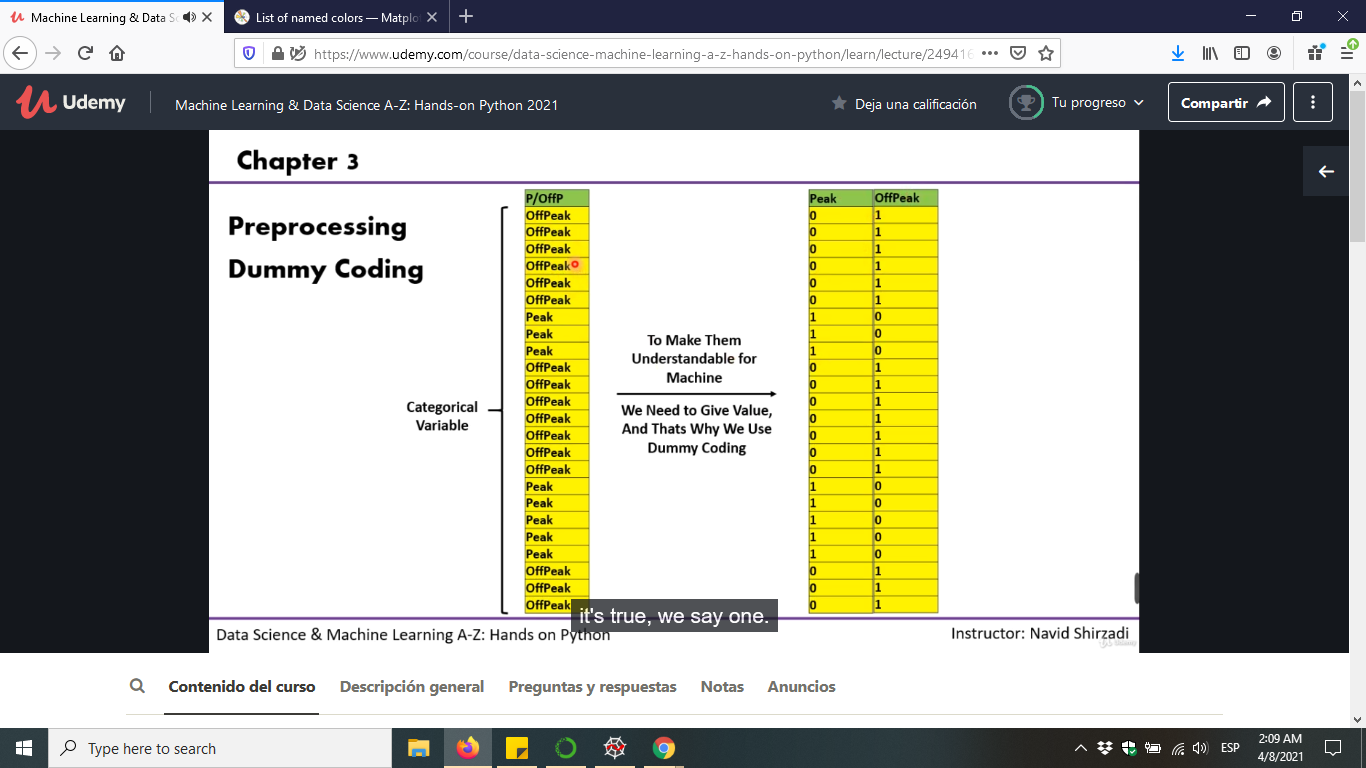 Machine Learning & Data Sc
List of named colors — Matplo
https://www.udemy.com/course/data-science-machine-learning-a-z-hands-on-python/learn/lecture/249416
Udemy
Machine Learning & Data Science A-Z: Hands-on Python 2021
Deja una calificación
Tu progreso
Compartir
Chapter 3
Preprocessing
Dummy Coding
Categorical
Variable
P/OffP
OffPeak
OffPeak
OffPeak
OffPeak
OffPeak
OffPeak
Peak
Peak
Peak
OffPeak
OffPeak
OffPeak
OffPeak
OffPeak
OffPeak
OffPeak
Peak
Peak
Peak
Peak
Peak
OffPeak
OffPeak
OffPeak
To Make Them
Understandable for
Machine
We Need to Give Value,
And Thats Why We Use
Dummy Coding
Peak OffPeak
0 1
0 1
0 1
0 1
0 1
0 1
1 0
1 0
1 0
0 1
0 1
0 1
0 1
0 1
0 1
0 1
1 0
1 0
1 0
1 0
1 0
0 1
0 1
0 1
it's true, we say one.
Data Science & Machine Learning A-Z: Hands on Python
Instructor: Navid Shirzadi
Udemy
Contenido del curso
Descripción general
Preguntas y respuestas
Notas
Anuncios
Type here to search
ESP
2:09 AM
4/8/2021